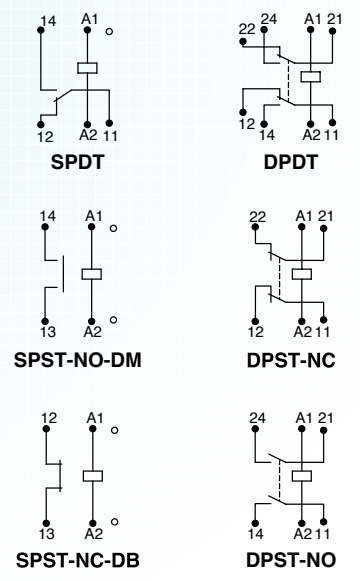 14 A1
12 A2 11
SPDT
24 A1 21
22
12
14 A2 11
DPDT
14 A1
13 A2
SPST-NO-DM
22 A1 21
12 A2 11
DPST-NC
12 A1
13 A2
SPST-NC-DB
24 A1 21
14 A2 11
DPST-NO